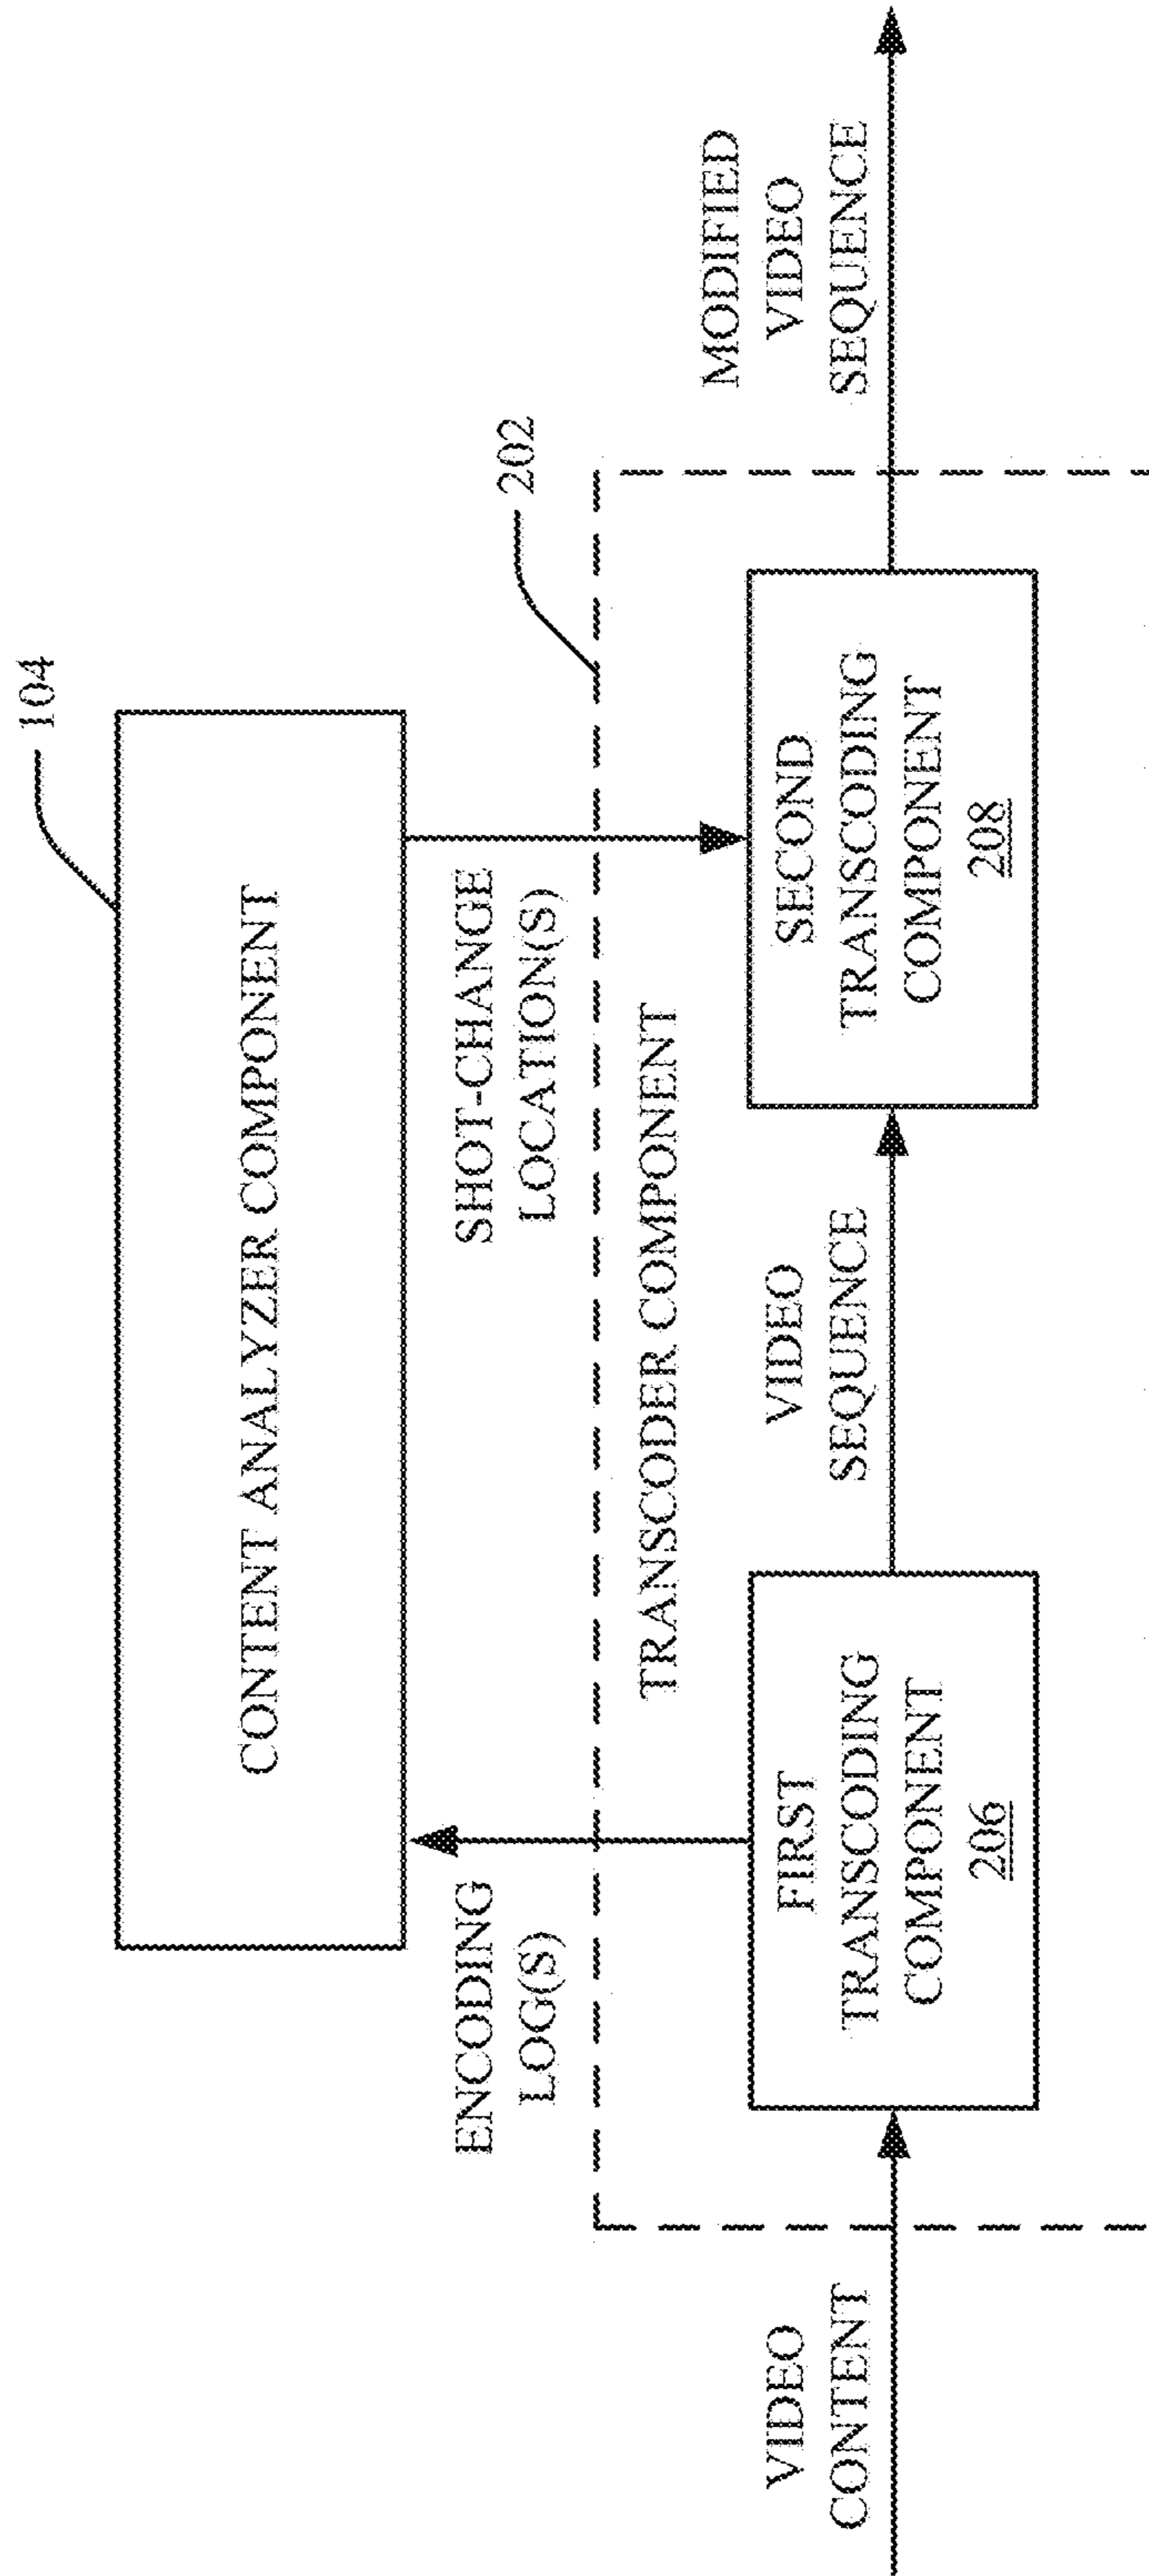 104
CONTENT ANALYZER COMPONENT
ENCODING
LOG(S)
SHOT-CHANGE
LOCATION(S)
202
TRANSCODER COMPONENT
VIDEO
CONTENT
FIRST
TRANSCODING
COMPONENT
206
VIDEO
SEQUENCE
SECOND
TRANSCODING
COMPONENT
208
MODIFIED
VIDEO
SEQUENCE